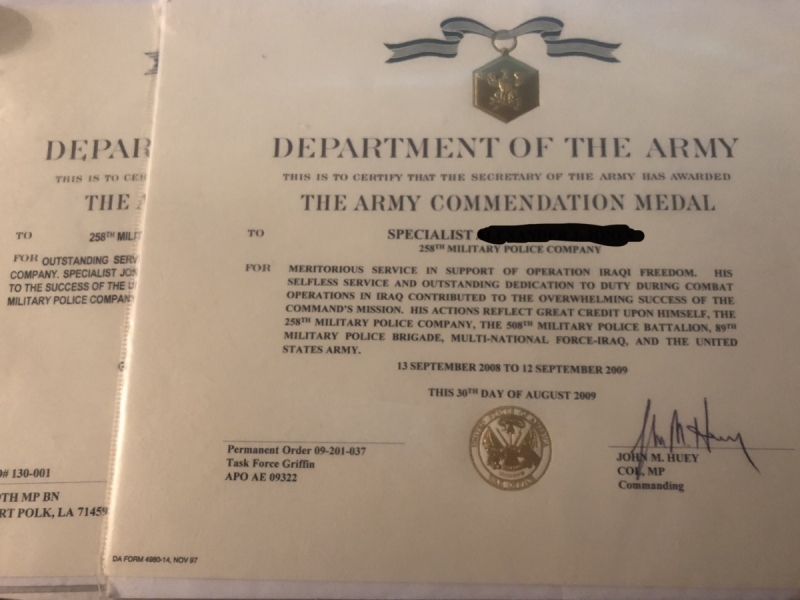 DEPAR
THIS IS TO CER
THE A
TO 258TH MILIT
FOR OUTSTANDING SERV
COMPANY. SPECIALIST JON
TO THE SUCCESS OF THE U
MILITARY POLICE COMPANY
O# 130-001
0TH MP BN
RT POLK, LA 71459
DEPARTMENT OF THE ARMY
THIS IS TO CERTIFY THAT THE SECRETARY OF THE ARMY HAS AWARDED
THE ARMY COMMENDATION MEDAL
TO SPECIALIST
258TH MILITARY POLICE COMPANY
FOR MERITORIOUS SERVICE IN SUPPORT OF OPERATION IRAQI FREEDOM. HIS
SELFLESS SERVICE AND OUTSTANDING DEDICATION TO DUTY DURING COMBAT
OPERATIONS IN IRAQ CONTRIBUTED TO THE OVERWHELMING SUCCESS OF THE
COMMAND'S MISSION. HIS ACTIONS REFLECT GREAT CREDIT UPON HIMSELF, THE
258TH MILITARY POLICE COMPANY, THE 508TH MILITARY POLICE BATTALION, 89TH
MILITARY POLICE BRIGADE, MULTI-NATIONAL FORCE-IRAQ, AND THE UNITED
STATES ARMY.
13 SEPTEMBER 2008 TO 12 SEPTEMBER 2009
THIS 30TH DAY OF AUGUST 2009
Permanent Order 09-201-037
Task Force Griffin
APO AE 09322
John M. Huey
JOHN M. HUEY
COL, MP
Commanding
DA FORM 4980-14, NOV 97